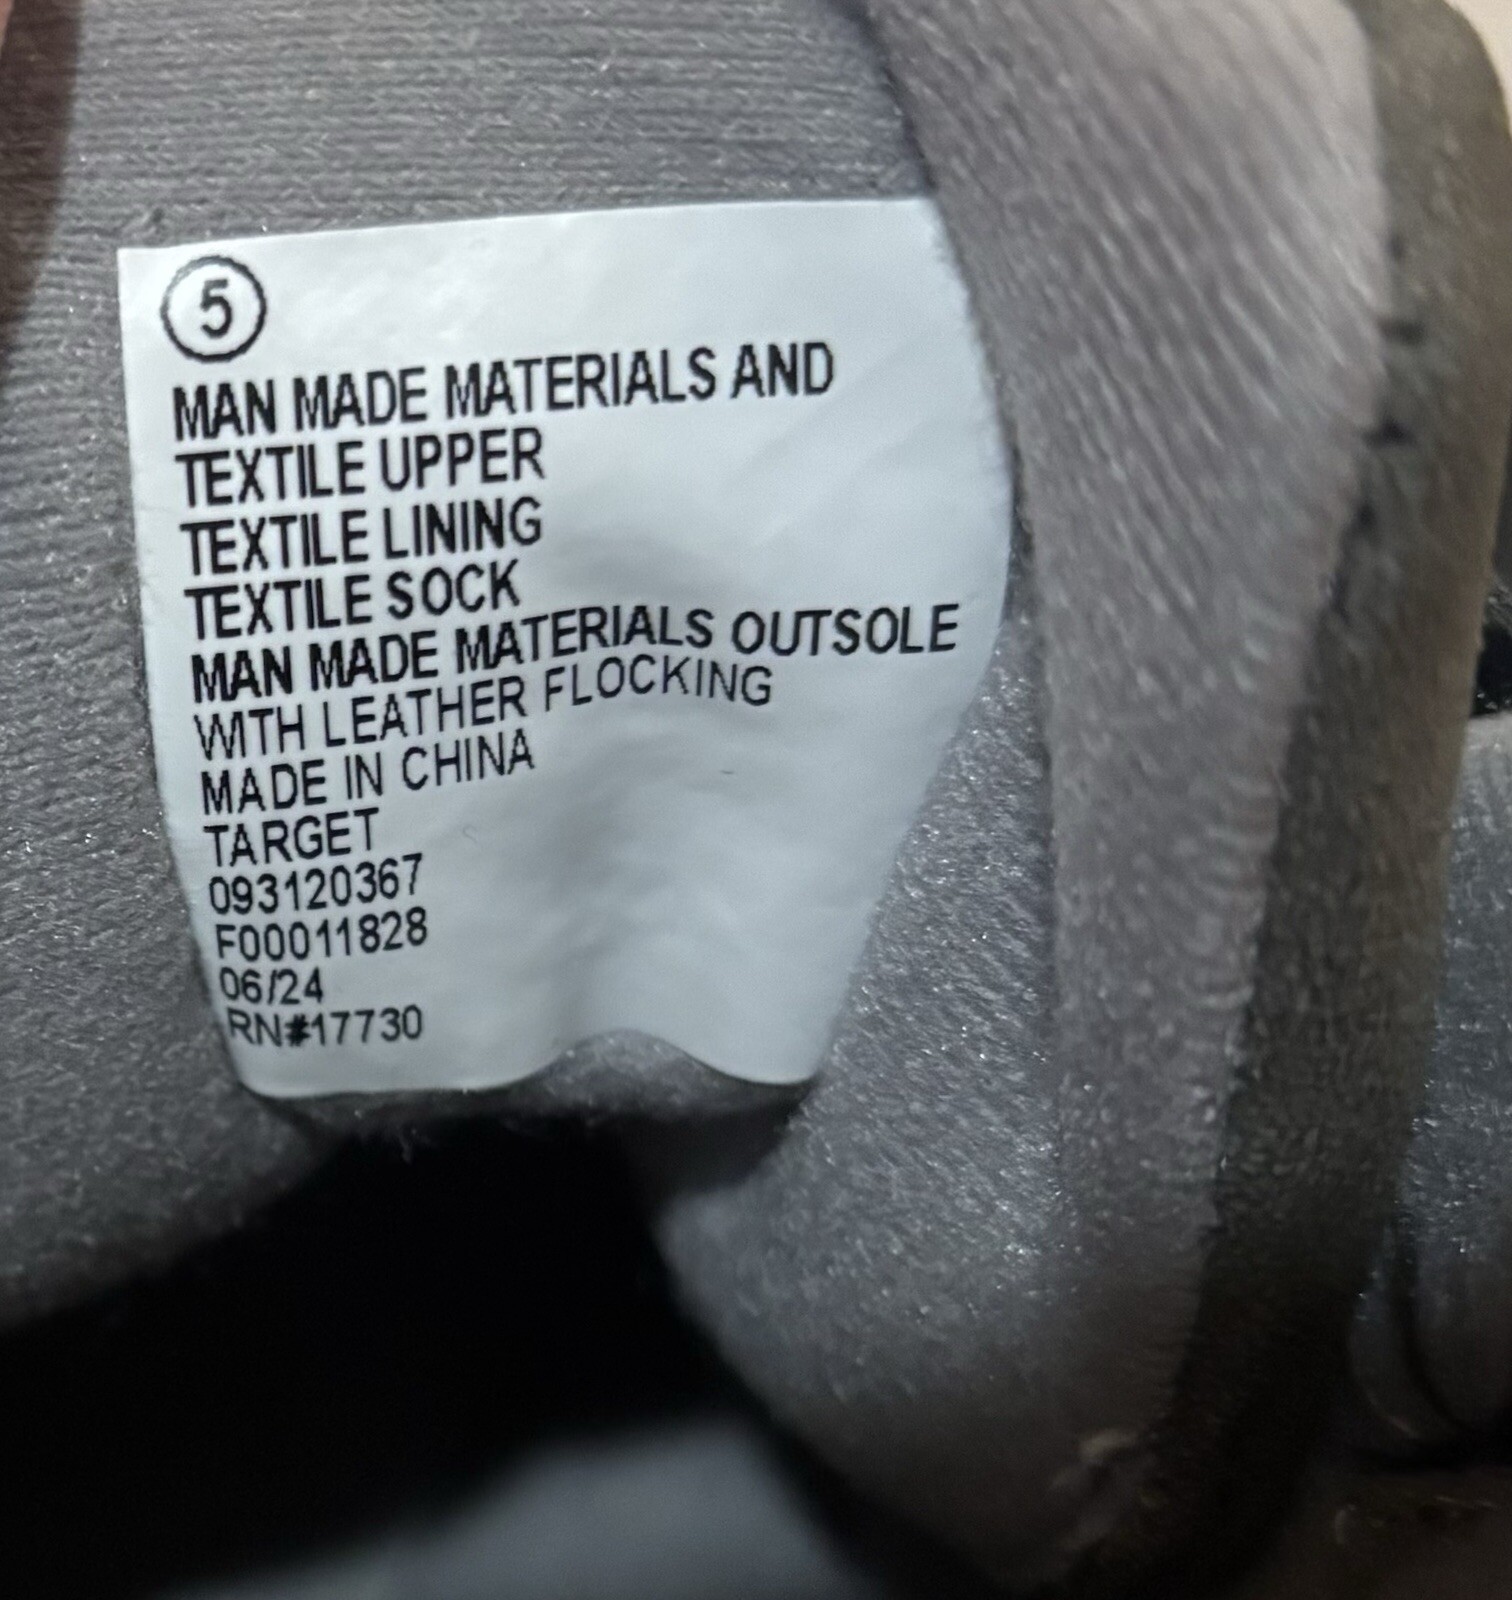 5
MAN MADE MATERIALS AND
TEXTILE UPPER
TEXTILE LINING
TEXTILE SOCK
MAN MADE MATERIALS OUTSOLE
WITH LEATHER FLOCKING
MADE IN CHINA
TARGET
093120367
F00011828
06/24
RN#17730